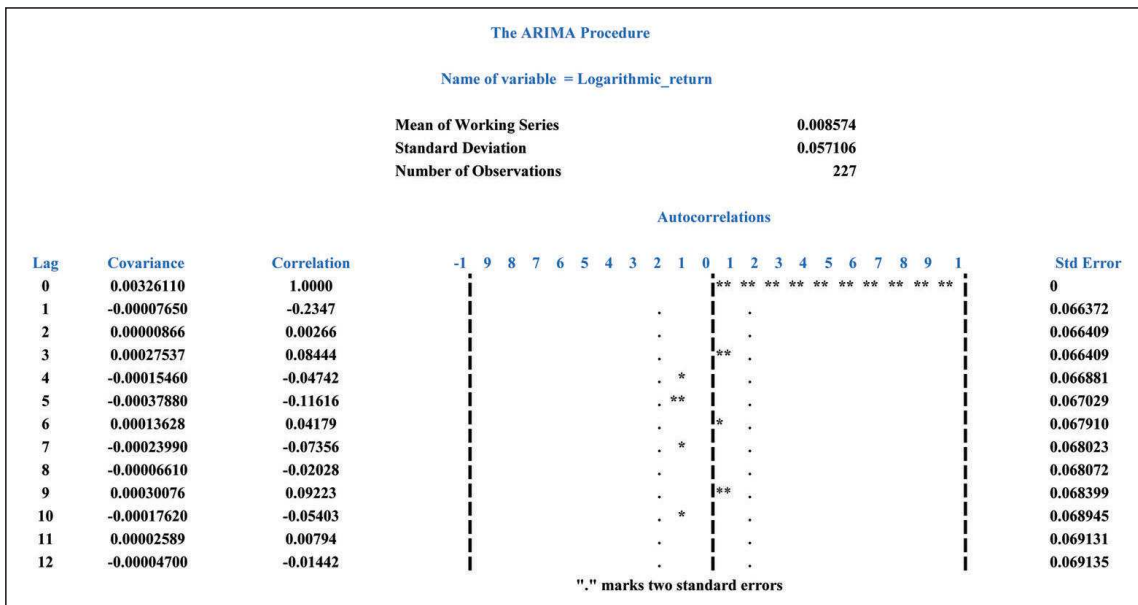 The ARIMA Procedure
Name of variable = Logarithmic_return
Mean of Working Series 0.008574
Standard Deviation 0.057106
Number of Observations 227
Autocorrelations
Lag Covariance Correlation -1 9 8 7 6 5 4 3 2 1 0 1 2 3 4 5 6 7 8 9 1 Std Error
0 0.00326110 1.0000 ** ** ** ** ** ** ** ** ** ** 0
1 -0.00007650 -0.2347 . . 0.066372
2 0.00000866 0.00266 . . 0.066409
3 0.00027537 0.08444 . ** . 0.066409
4 -0.00015460 -0.04742 . * . 0.066881
5 -0.00037880 -0.11616 . ** . 0.067029
6 0.00013628 0.04179 . * . 0.067910
7 -0.00023990 -0.07356 . * . 0.068023
8 -0.00006610 -0.02028 . . 0.068072
9 0.00030076 0.09223 . ** . 0.068399
10 -0.00017620 -0.05403 . * . 0.068945
11 0.00002589 0.00794 . . 0.069131
12 -0.00004700 -0.01442 . . 0.069135
"." marks two standard errors